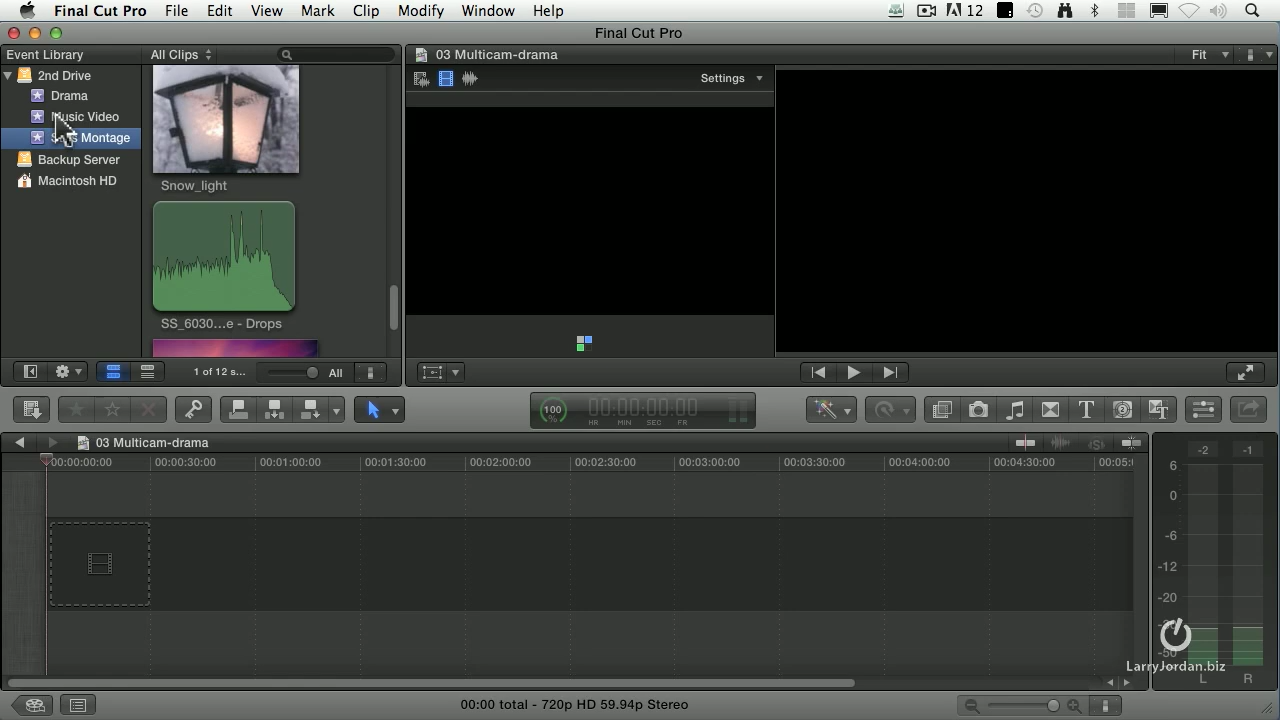 Final Cut Pro File Edit View Mark Clip Modify Window Help 12
Final Cut Pro
Event Library All Clips 03 Multicam-drama Fit
2nd Drive
Drama
Music Video
Montage
Backup Server
Macintosh HD
Snow_light
SS_6030...e - Drops
Settings
1 of 12 s... All
100 % 00:00:00:00
HR MIN SEC FR
03 Multicam-drama
00:00:00:00 00:00:30:00 00:01:00:00 00:01:30:00 00:02:00:00 00:02:30:00 00:03:00:00 00:03:30:00 00:04:00:00 00:04:30:00 00:05:
-2 -1
6
0
-6
-12
-20
-50
L R
LarryJordan.biz
00:00 total - 720p HD 59.94p Stereo